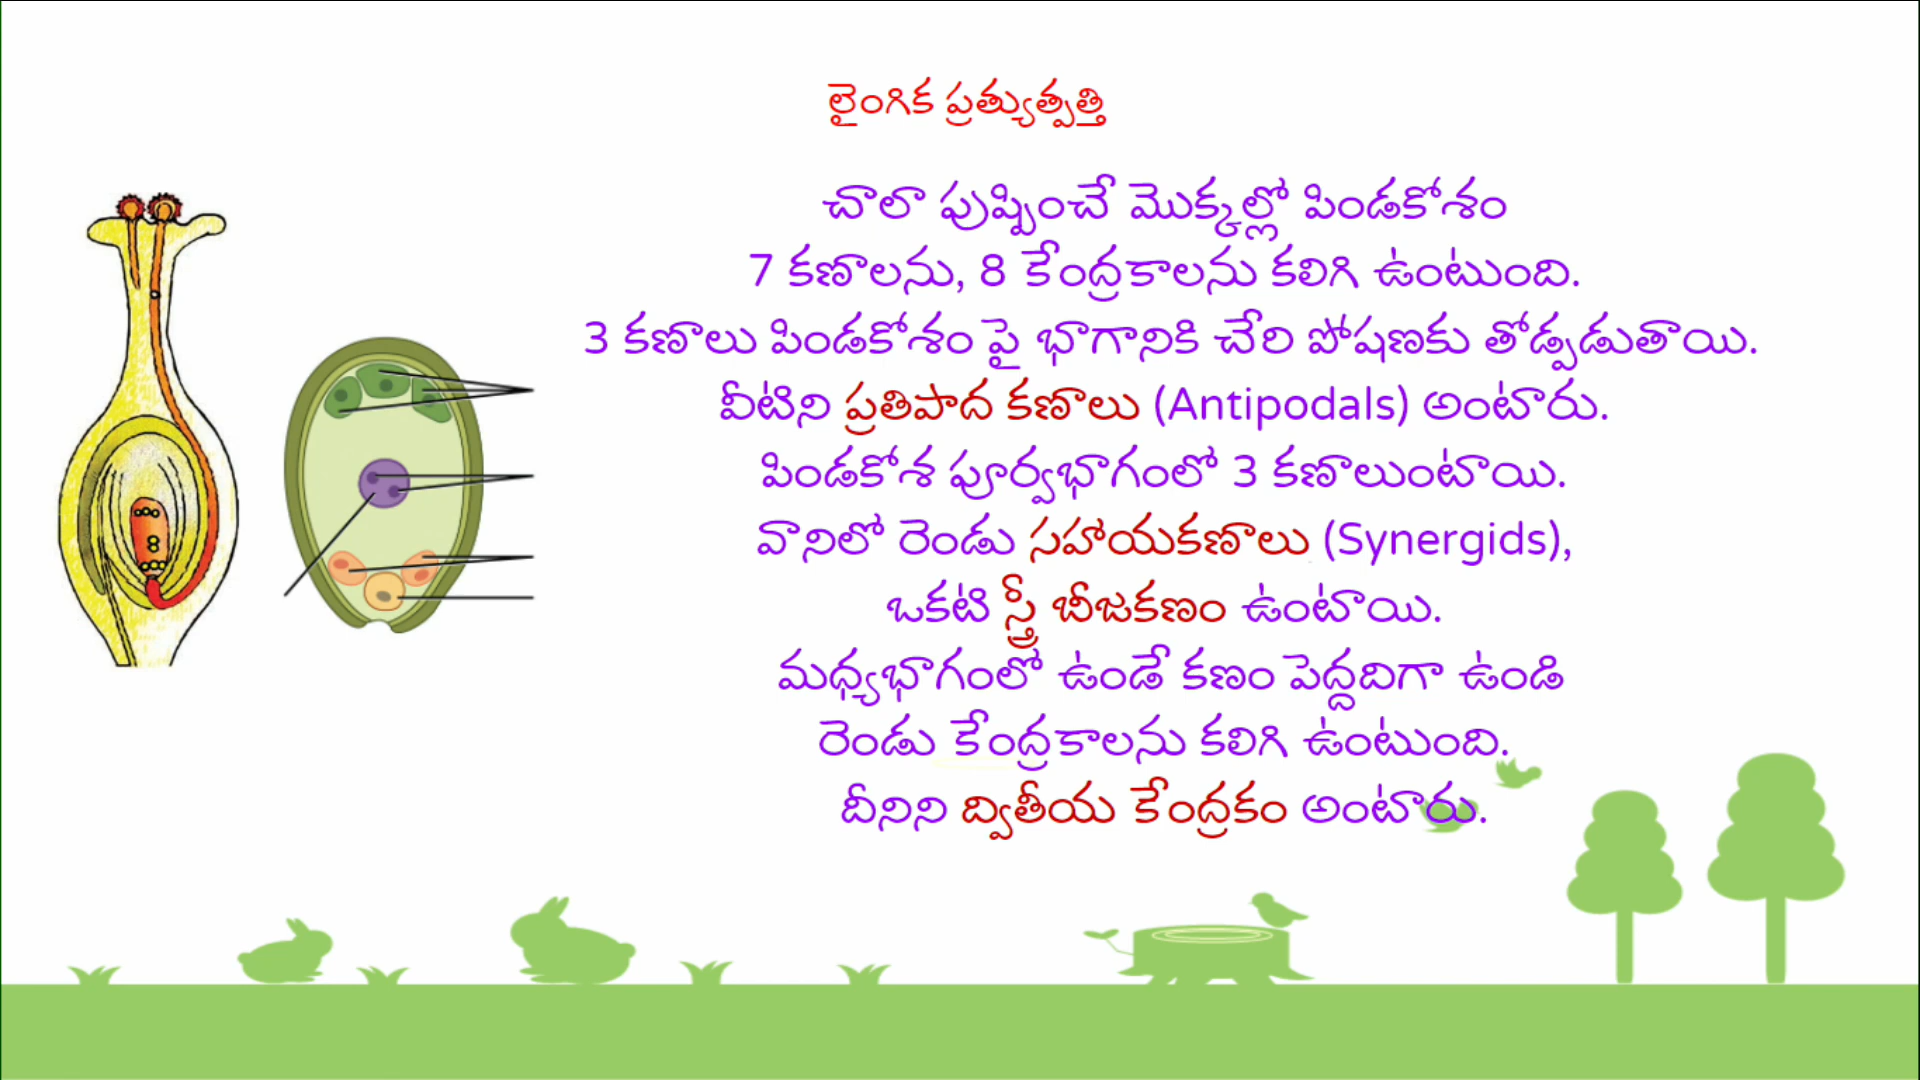 లైంగిక ప్రత్యుత్పత్తి
చాలా పుష్పించే మొక్కల్లో పిండకోశం
7 కణాలను, 8 కేంద్రకాలను కలిగి ఉంటుంది.
3 కణాలు పిండకోశం పై భాగానికి చేరి పోషణకు తోడ్పడుతాయి.
వీటిని ప్రతిపాద కణాలు (Antipodals) అంటారు.
పిండకోశ పూర్వభాగంలో 3 కణాలుంటాయి.
వానిలో రెండు సహాయకణాలు (Synergids),
ఒకటి స్త్రీ బీజకణం ఉంటాయి.
మధ్యభాగంలో ఉండే కణం పెద్దదిగా ఉండి
రెండు కేంద్రకాలను కలిగి ఉంటుంది.
దీనిని ద్వితీయ కేంద్రకం అంటారు.